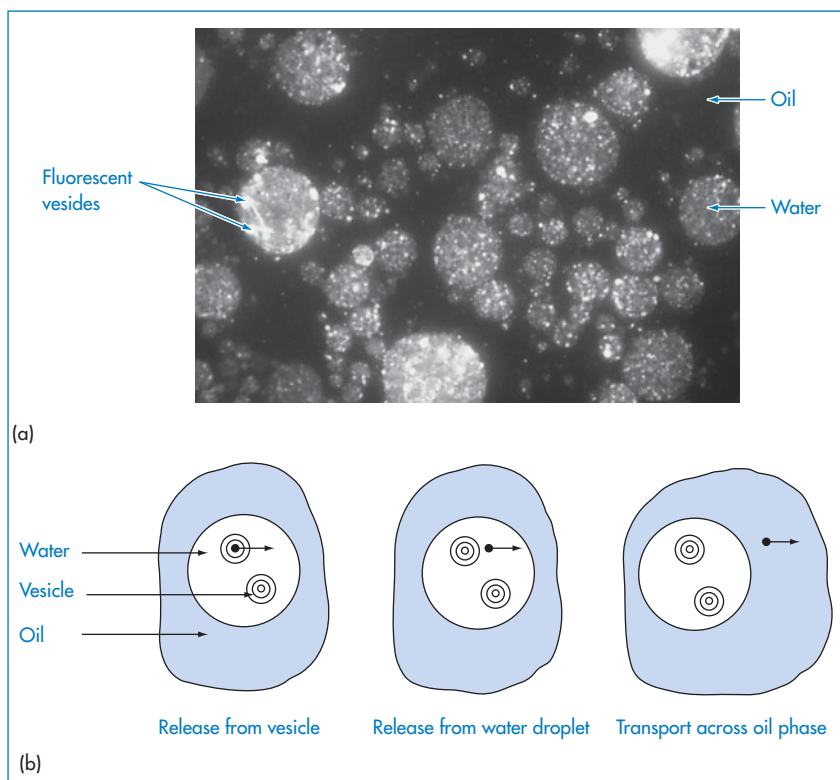 Oil
Fluorescent
vesides
Water
(a)
Water
Vesicle
Oil
Release from vesicle
Release from water droplet
Transport across oil phase
(b)